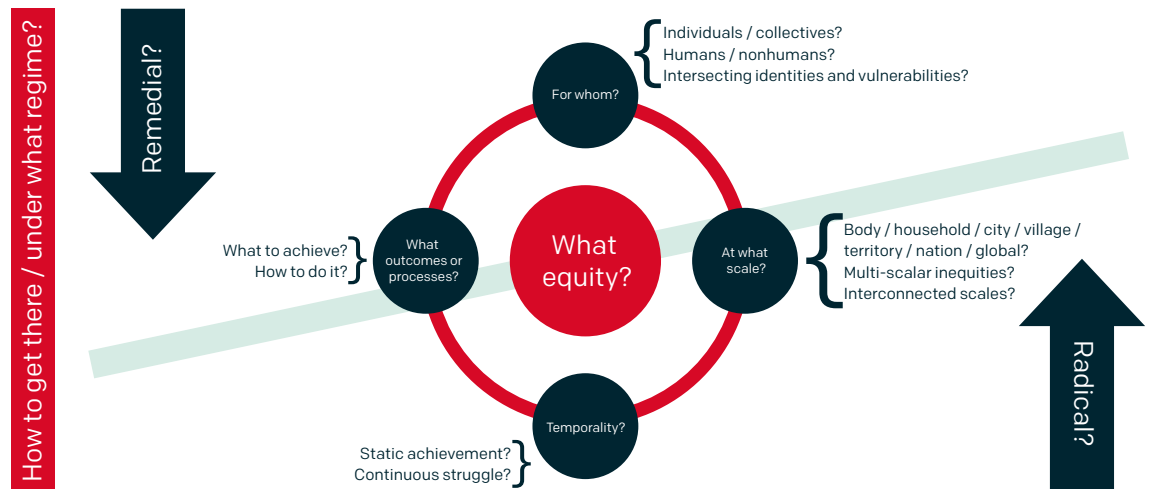 How to get there / under what regime?
Remedial?
For whom?
Individuals / collectives?
Humans / nonhumans?
Intersecting identities and vulnerabilities?
What to achieve?
How to do it?
What
outcomes or
processes?
What
equity?
At what
scale?
Body / household / city / village /
territory / nation / global?
Multi-scalar inequities?
Interconnected scales?
Temporality?
Static achievement?
Continuous struggle?
Radical?